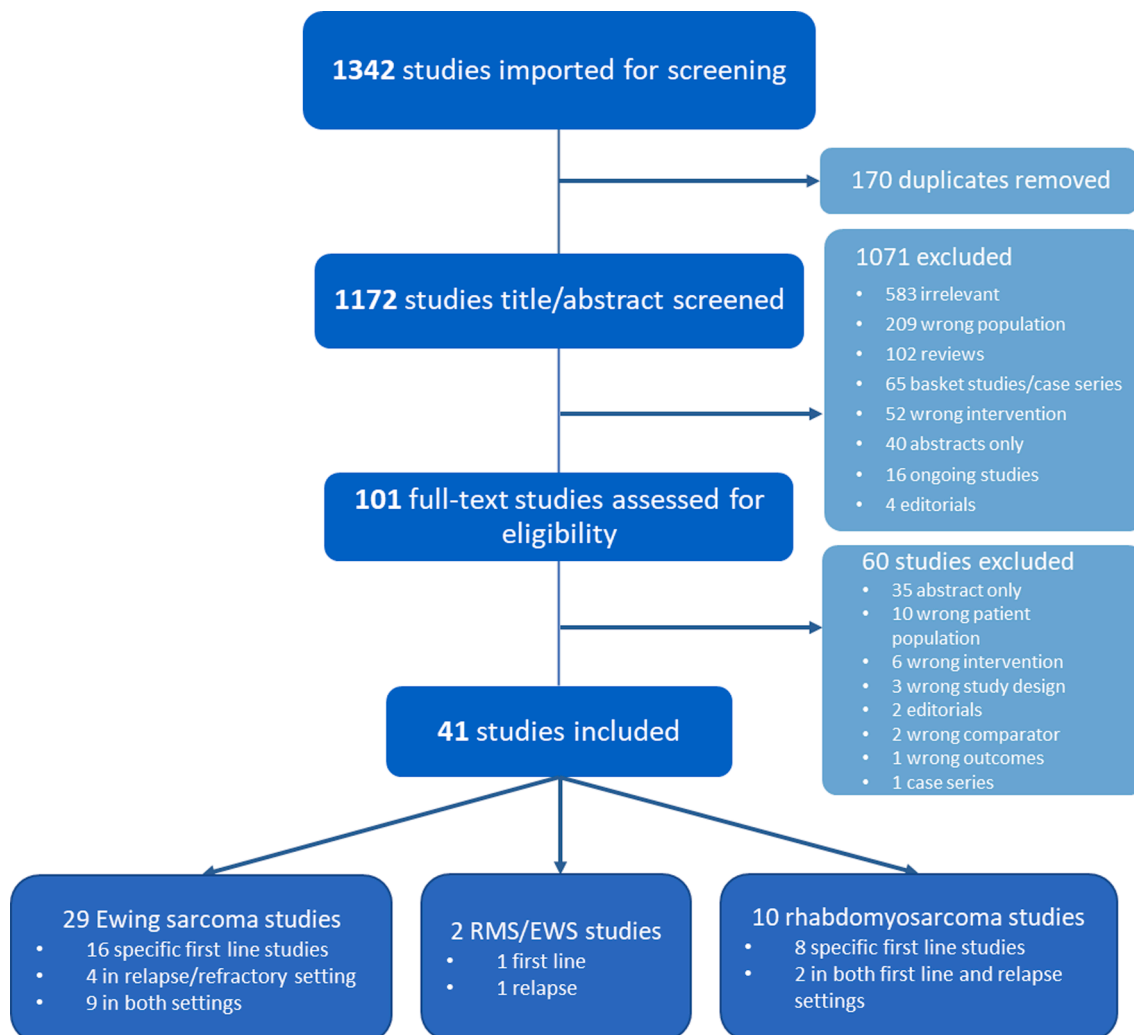 1342 studies imported for screening
170 duplicates removed
1172 studies title/abstract screened
1071 excluded
• 583 irrelevant
• 209 wrong population
• 102 reviews
• 65 basket studies/case series
• 52 wrong intervention
• 40 abstracts only
• 16 ongoing studies
• 4 editorials
101 full-text studies assessed for
eligibility
60 studies excluded
• 35 abstract only
• 10 wrong patient
population
• 6 wrong intervention
• 3 wrong study design
• 2 editorials
• 2 wrong comparator
• 1 wrong outcomes
• 1 case series
41 studies included
29 Ewing sarcoma studies
• 16 specific first line studies
• 4 in relapse/refractory setting
• 9 in both settings
2 RMS/EWS studies
• 1 first line
• 1 relapse
10 rhabdomyosarcoma studies
• 8 specific first line studies
• 2 in both first line and relapse
settings